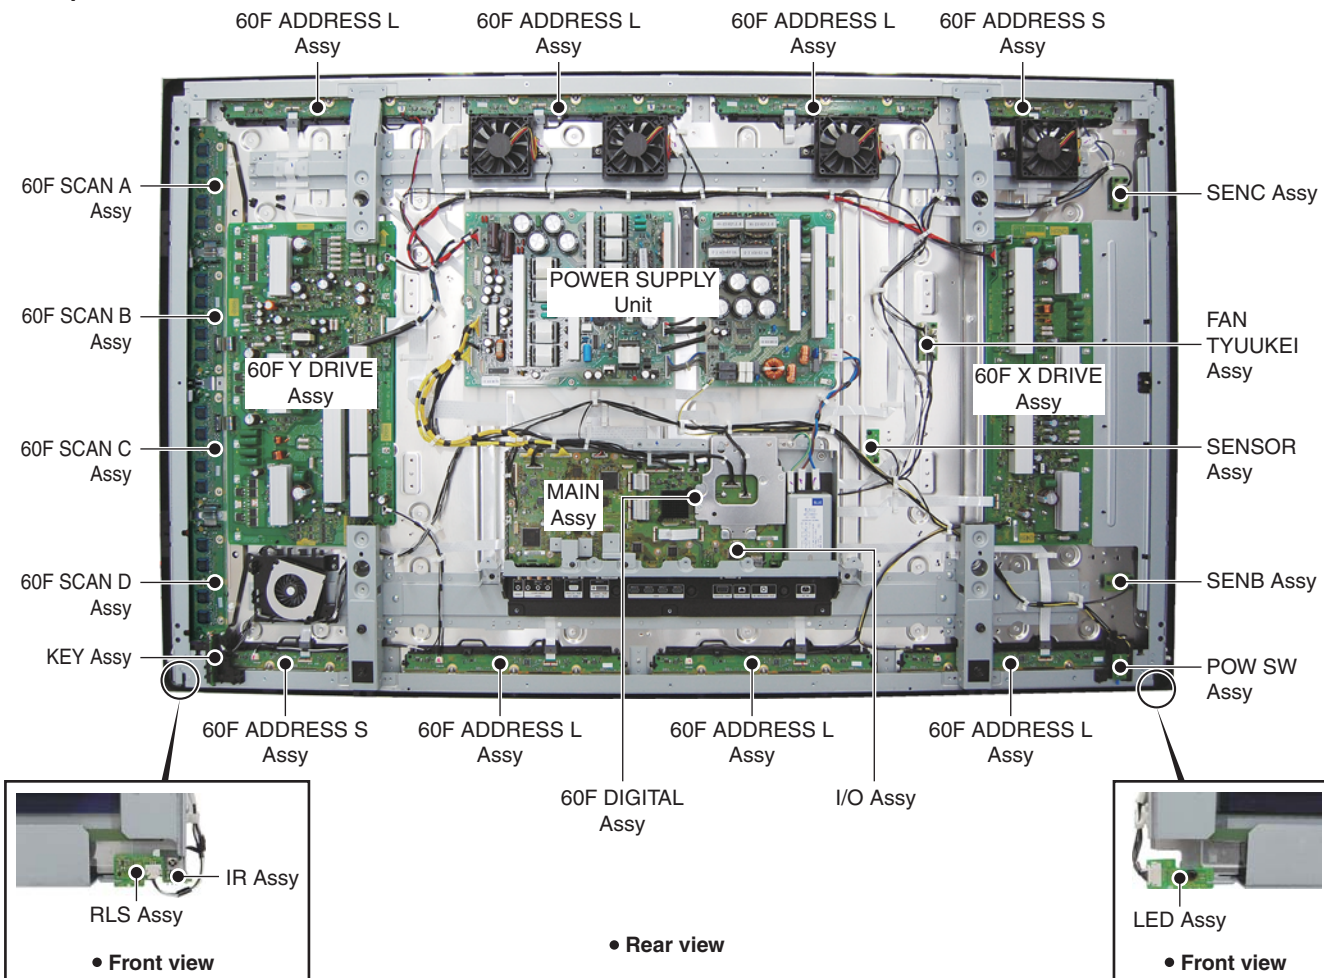 60F ADDRESS L
Assy
60F ADDRESS L
Assy
60F ADDRESS L
Assy
60F ADDRESS S
Assy
60F SCAN A
Assy
SENC Assy
POWER SUPPLY
Unit
60F SCAN B
Assy
FAN
TYUUKEI
Assy
60F Y DRIVE
Assy
60F X DRIVE
Assy
60F SCAN C
Assy
SENSOR
Assy
MAIN
Assy
60F SCAN D
Assy
SENB Assy
KEY Assy
POW SW
Assy
60F ADDRESS S
Assy
60F ADDRESS L
Assy
60F ADDRESS L
Assy
60F ADDRESS L
Assy
60F DIGITAL
Assy
I/O Assy
IR Assy
RLS Assy
• Front view
• Rear view
LED Assy
• Front view